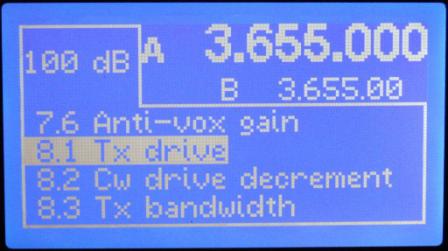 A 3.655.000
100 dB
B 3.655.00
7.6 Anti-vox gain
8.1 Tx drive
8.2 Cw drive decrement
8.3 Tx bandwidth